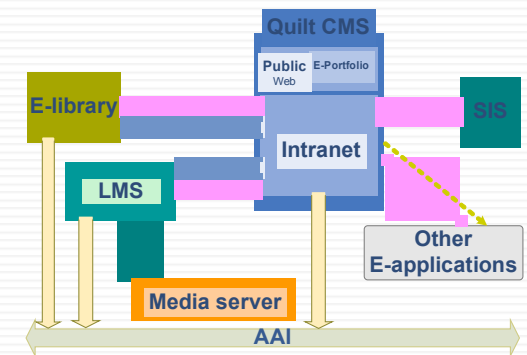 Quilt CMS
Public
Web
E-Portfolio
E-library
SIS
Intranet
LMS
Other
E-applications
Media server
AAI